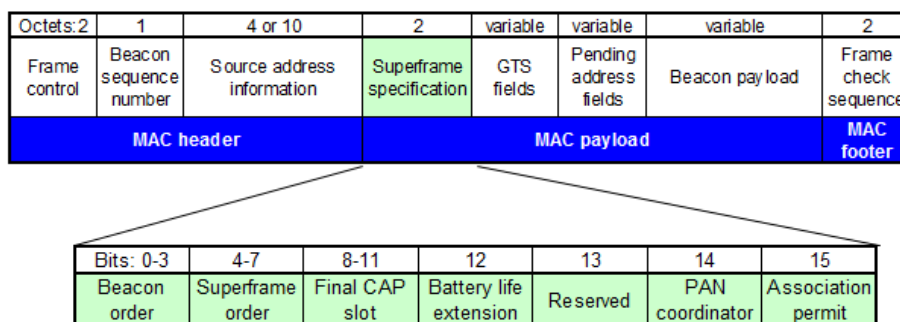 Octets:2 1 4 or 10 2 variable variable variable 2
Frame control Beacon sequence number Source address information Superframe specification GTS fields Pending address fields Beacon payload Frame check sequence
MAC header MAC payload MAC footer
Bits: 0-3 4-7 8-11 12 13 14 15
Beacon order Superframe order Final CAP slot Battery life extension Reserved PAN coordinator Association permit